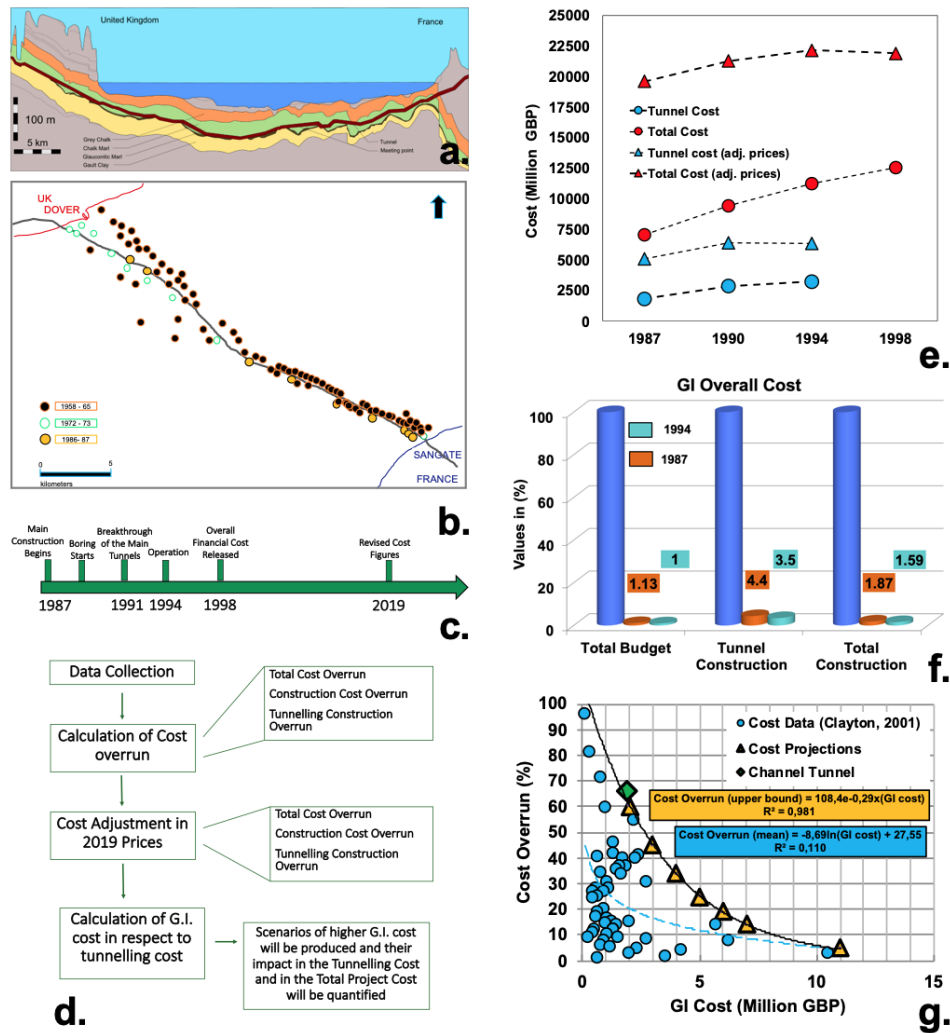 United Kingdom
France
100 m
5 km
Grey Chalk
Chalk Marl
Glauconitic Marl
Gault Clay
Tunnel
Meeting point
a.
UK
DOVER
1958 - 65
1972 - 73
1986- 87
0
5
kilometers
SANGATE
FRANCE
b.
Main
Construction
Begins
Boring
Starts
Breakthrough
of the Main
Tunnels
Operation
Overall
Financial Cost
Released
Revised Cost
Figures
1987
1991
1994
1998
2019
c.
Data Collection
Calculation of Cost
overrun
Total Cost Overrun
Construction Cost Overrun
Tunnelling Construction
Overrun
Cost Adjustment in
2019 Prices
Total Cost Overrun
Construction Cost Overrun
Tunnelling Construction
Overrun
Calculation of G.I.
cost in respect to
tunnelling cost
Scenarios of higher G.I. cost
will be produced and their
impact in the Tunnelling Cost
and in the Total Project Cost
will be quantified
d.
Cost (Million GBP)
25000
22500
20000
17500
15000
12500
10000
7500
5000
2500
0
Tunnel Cost
Total Cost
Tunnel cost (adj. prices)
Total Cost (adj. prices)
1987
1990
1994
1998
e.
GI Overall Cost
Values in (%)
100
80
60
40
20
0
1994
1987
1.13
1
4.4
3.5
1.87
1.59
Total Budget
Tunnel
Construction
Total
Construction
f.
Cost Overrun (%)
100
90
80
70
60
50
40
30
20
10
0
Cost Data (Clayton, 2001)
Cost Projections
Channel Tunnel
Cost Overrun (upper bound) = 108,4e-0,29x(GI cost)
R² = 0,981
Cost Overrun (mean) = -8,69ln(GI cost) + 27,55
R² = 0,110
0
5
10
15
GI Cost (Million GBP)
g.